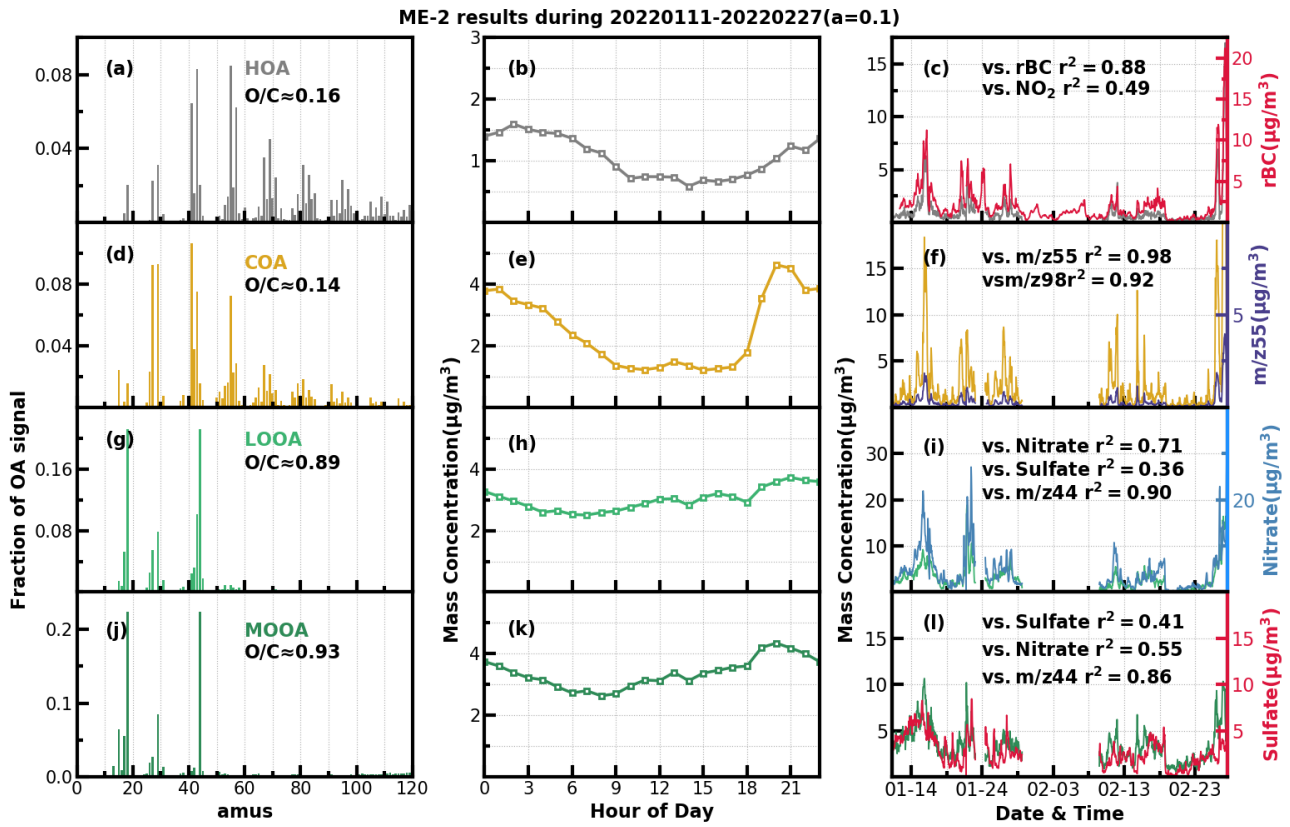 ME-2 results during 20220111-20220227(a=0.1)
(a)
HOA
O/C≈0.16
0.08
0.04
(b)
3
2
1
(c)
vs. rBC r² = 0.88
vs. NO₂ r² = 0.49
15
10
5
20
15
10
5
rBC(μg/m³)
(d)
COA
O/C≈0.14
0.08
0.04
(e)
4
2
(f)
vs. m/z55 r² = 0.98
vsm/z98r² = 0.92
15
10
5
5
m/z55(μg/m³)
Fraction of OA signal
Mass Concentration(μg/m³)
Mass Concentration(μg/m³)
(g)
LOOA
O/C≈0.89
0.16
0.08
(h)
4
2
(i)
vs. Nitrate r² = 0.71
vs. Sulfate r² = 0.36
vs. m/z44 r² = 0.90
30
20
10
20
Nitrate(μg/m³)
(j)
MOOA
O/C≈0.93
0.2
0.1
0.0
(k)
4
2
(l)
vs. Sulfate r² = 0.41
vs. Nitrate r² = 0.55
vs. m/z44 r² = 0.86
15
10
5
15
10
5
Sulfate(μg/m³)
0 20 40 60 80 100 120
amus
0 3 6 9 12 15 18 21
Hour of Day
01-14 01-24 02-03 02-13 02-23
Date & Time